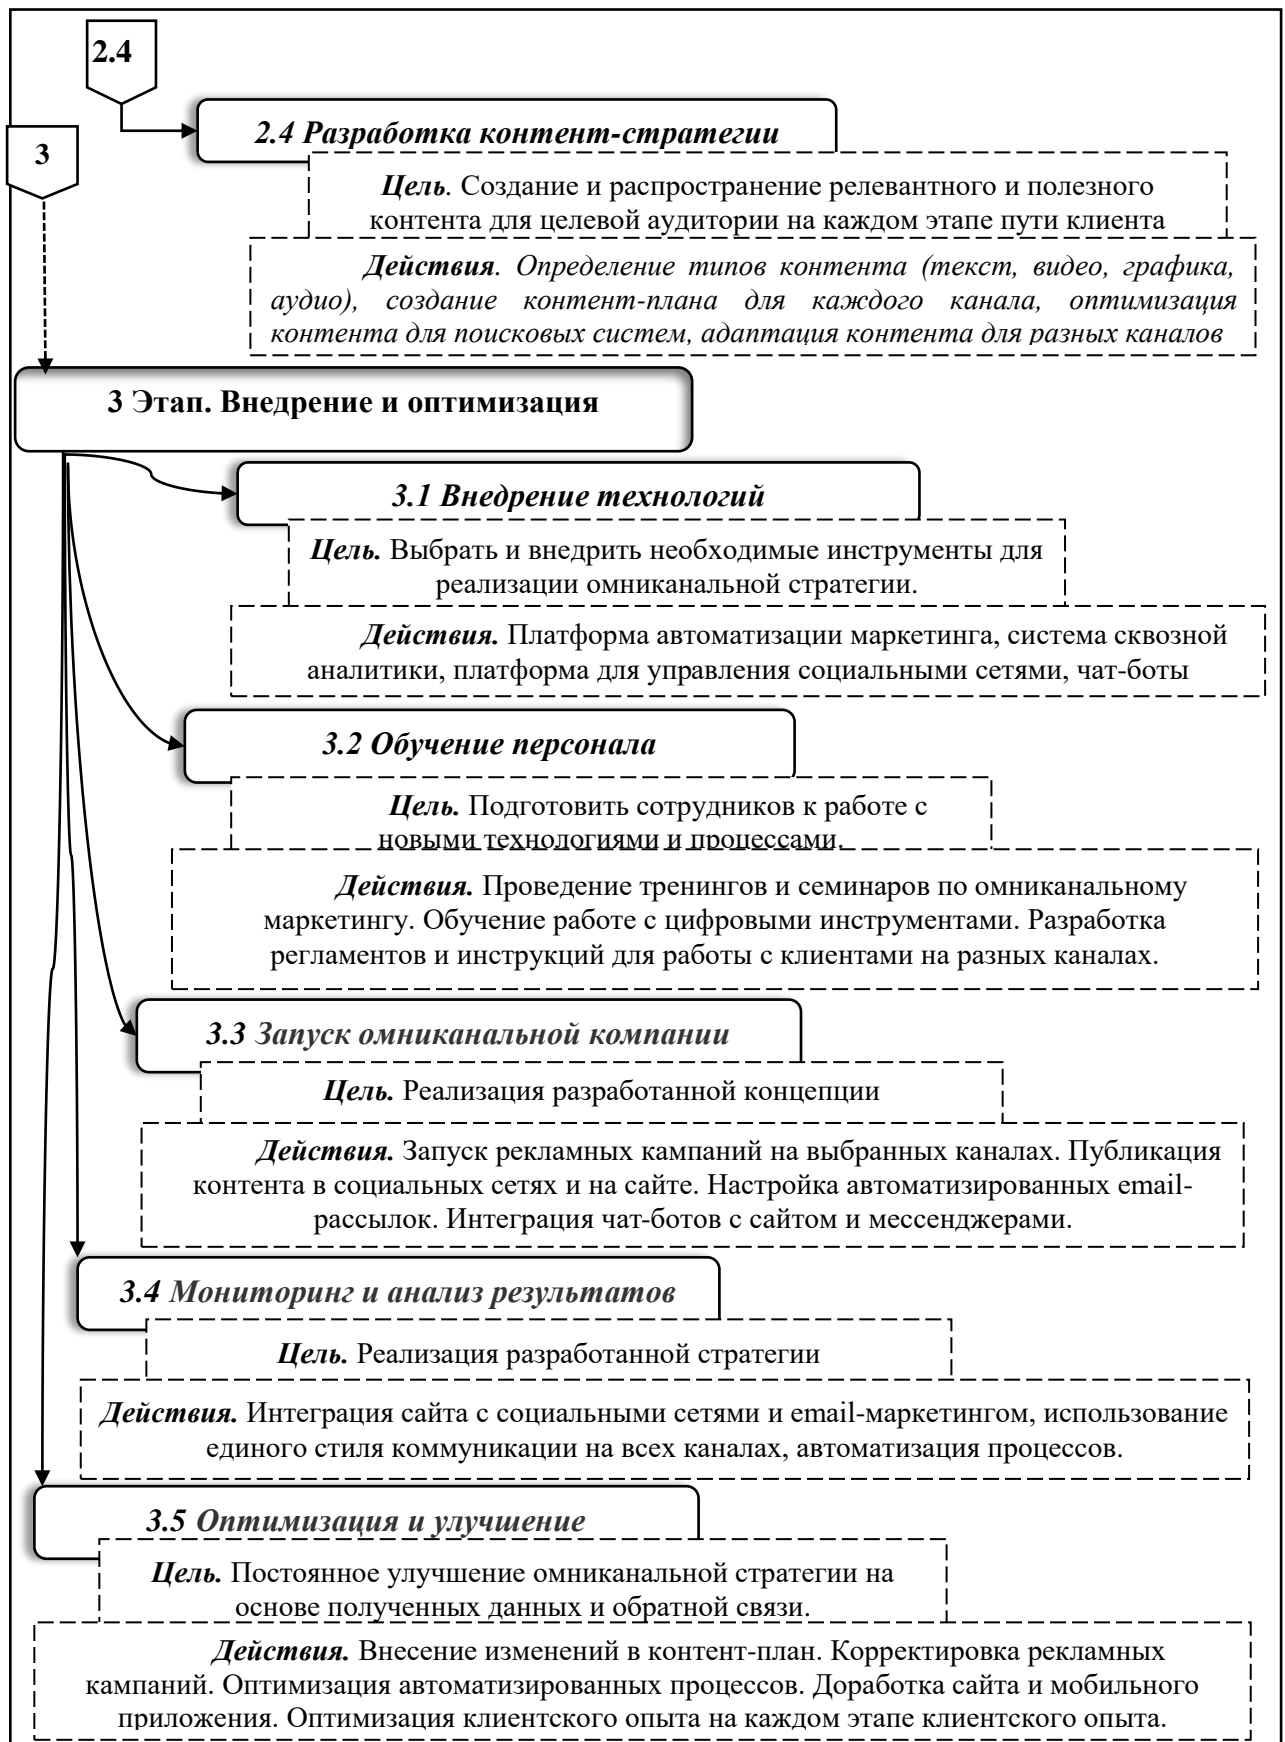 2.4
2.4 Разработка контент-стратегии
3
Цель. Создание и распространение релевантного и полезного
контента для целевой аудитории на каждом этапе пути клиента
Действия. Определение типов контента (текст, видео, графика,
аудио), создание контент-плана для каждого канала, оптимизация
контента для поисковых систем, адаптация контента для разных каналов
3 Этап. Внедрение и оптимизация
3.1 Внедрение технологий
Цель. Выбрать и внедрить необходимые инструменты для
реализации омниканальной стратегии.
Действия. Платформа автоматизации маркетинга, система сквозной
аналитики, платформа для управления социальными сетями, чат-боты
3.2 Обучение персонала
Цель. Подготовить сотрудников к работе с
новыми технологиями и процессами.
Действия. Проведение тренингов и семинаров по омниканальному
маркетингу. Обучение работе с цифровыми инструментами. Разработка
регламентов и инструкций для работы с клиентами на разных каналах.
3.3 Запуск омниканальной компании
Цель. Реализация разработанной концепции
Действия. Запуск рекламных кампаний на выбранных каналах. Публикация
контента в социальных сетях и на сайте. Настройка автоматизированных email-
рассылок. Интеграция чат-ботов с сайтом и мессенджерами.
3.4 Мониторинг и анализ результатов
Цель. Реализация разработанной стратегии
Действия. Интеграция сайта с социальными сетями и email-маркетингом, использование
единого стиля коммуникации на всех каналах, автоматизация процессов.
3.5 Оптимизация и улучшение
Цель. Постоянное улучшение омниканальной стратегии на
основе полученных данных и обратной связи.
Действия. Внесение изменений в контент-план. Корректировка рекламных
кампаний. Оптимизация автоматизированных процессов. Доработка сайта и мобильного
приложения. Оптимизация клиентского опыта на каждом этапе клиентского опыта.